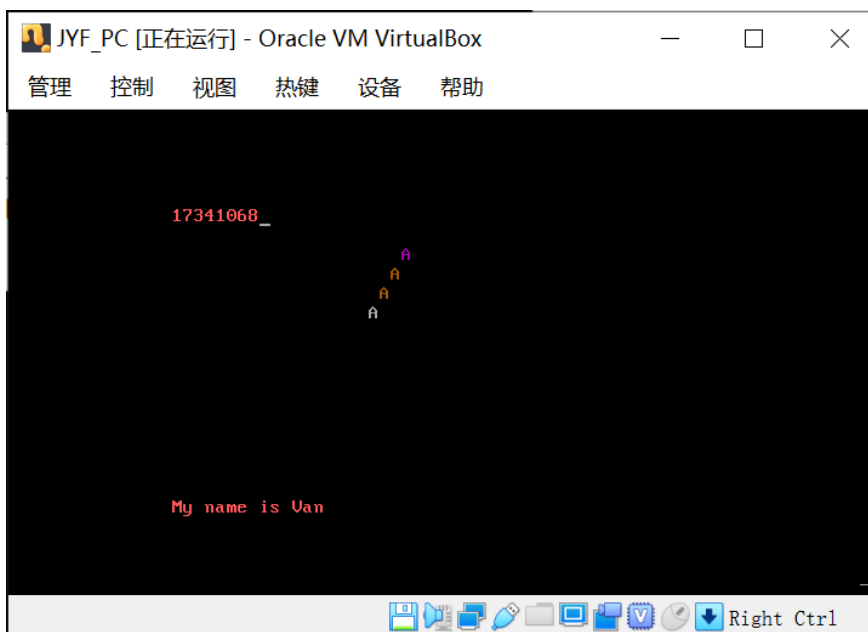 JYF_PC [正在运行] - Oracle VM VirtualBox
管理 控制 视图 热键 设备 帮助
17341068_
A
A
A
A
My name is Van
Right Ctrl